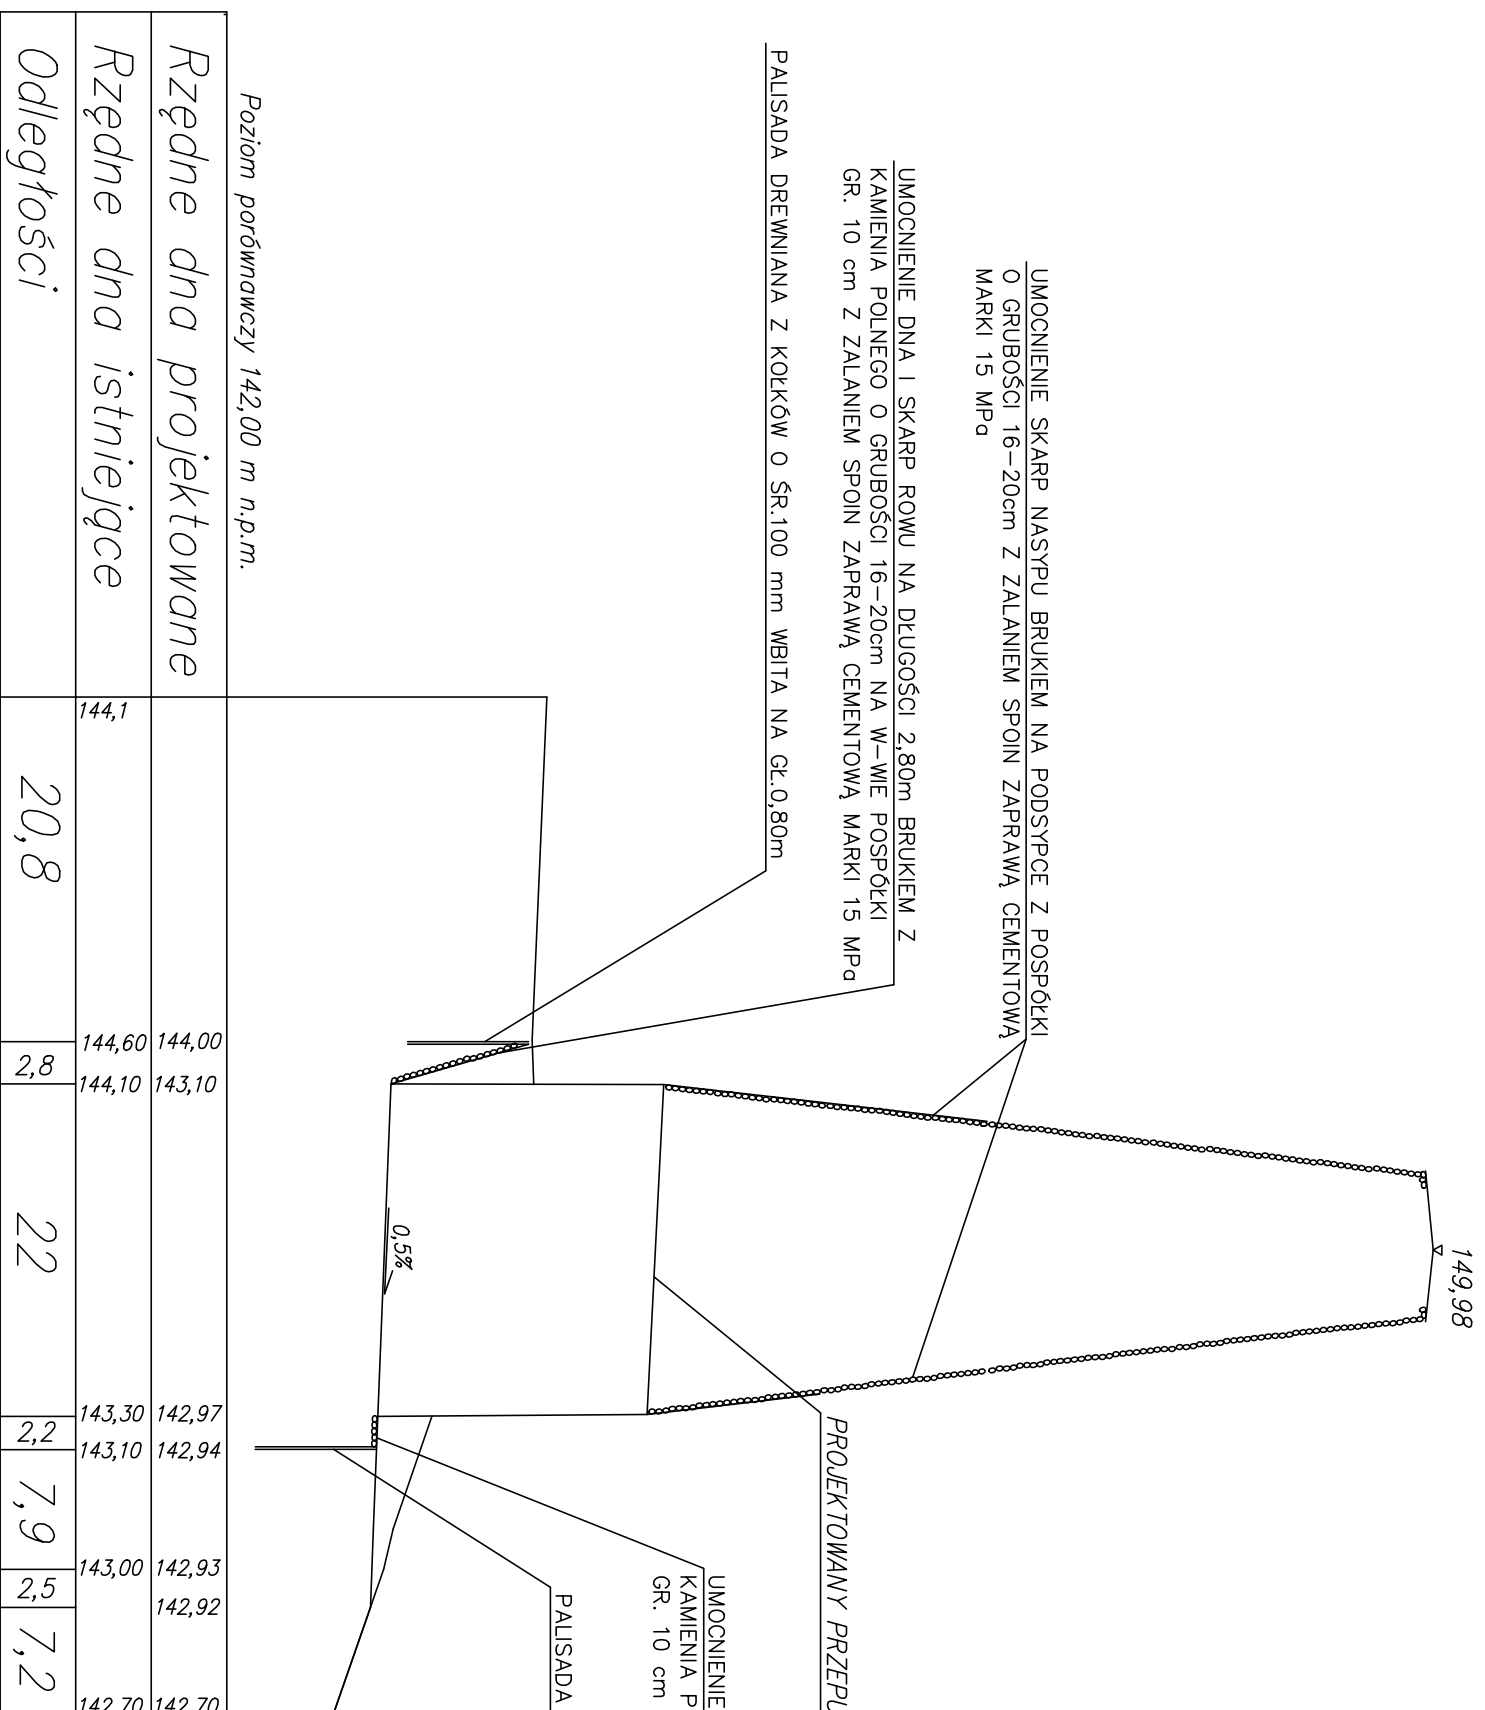 149,98
UMOCNIENIE SKARP NASYPU BRUKIEM NA PODSYPCE Z POSPÓŁKI
O GRUBOŚCI 16-20cm Z ZALANIEM SPOIN ZAPRAWĄ CEMENTOWĄ
MARKI 15 MPa
UMOCNIENIE DNA I SKARP ROWU NA DŁUGOŚCI 2,80m BRUKIEM Z
KAMIENIA POLNEGO O GRUBOŚCI 16-20cm NA W-WIE POSPÓŁKI
GR. 10 cm Z ZALANIEM SPOIN ZAPRAWĄ CEMENTOWĄ MARKI 15 MPa
PROJEKTOWANY PRZEPU
PALISADA DREWNIANA Z KOŁKÓW O ŚR.100 mm WBITA NA GŁ.0,80m
UMOCNIENIE
KAMIENIA P
GR. 10 cm
PALISADA
0,5%
Poziom porównawczy 142,00 m n.p.m.
Rzędne dna projektowane 144,00 143,10 142,97 142,94 142,93 142,92 142,70
Rzędne dna istniejące 144,1 144,60 144,10 143,30 143,10 143,00 142,70
Odległości 20,8 2,8 22 2,2 7,9 2,5 7,2